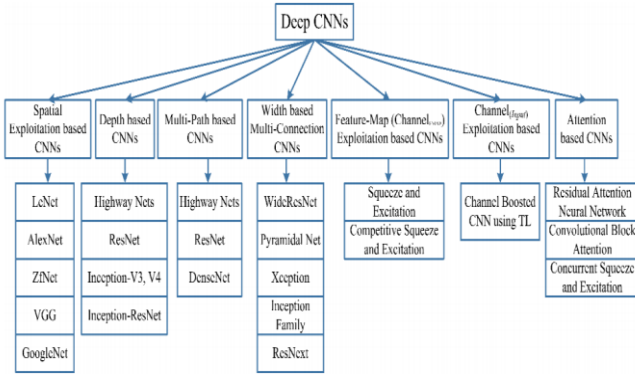 Deep CNNs
Spatial
Exploitation based
CNNs
Depth based
CNNs
Multi-Path based
CNNs
Width based
Multi-Connection
CNNs
Feature-Map (Channel
)
Exploitation based CNNs
Channel(Input)
Exploitation based
CNNs
Attention
based CNNs
LeNet
AlexNet
ZfNet
VGG
GoogleNet
Highway Nets
ResNet
Inception-V3, V4
Inception-ResNet
Highway Nets
ResNet
DenseNet
WideResNet
Pyramidal Net
Xception
Inception
Family
ResNext
Squeeze and
Excitation
Competitive Squeeze
and Excitation
Channel Boosted
CNN using TL
Residual Attention
Neural Network
Convolutional Block
Attention
Concurrent Squeeze
and Excitation